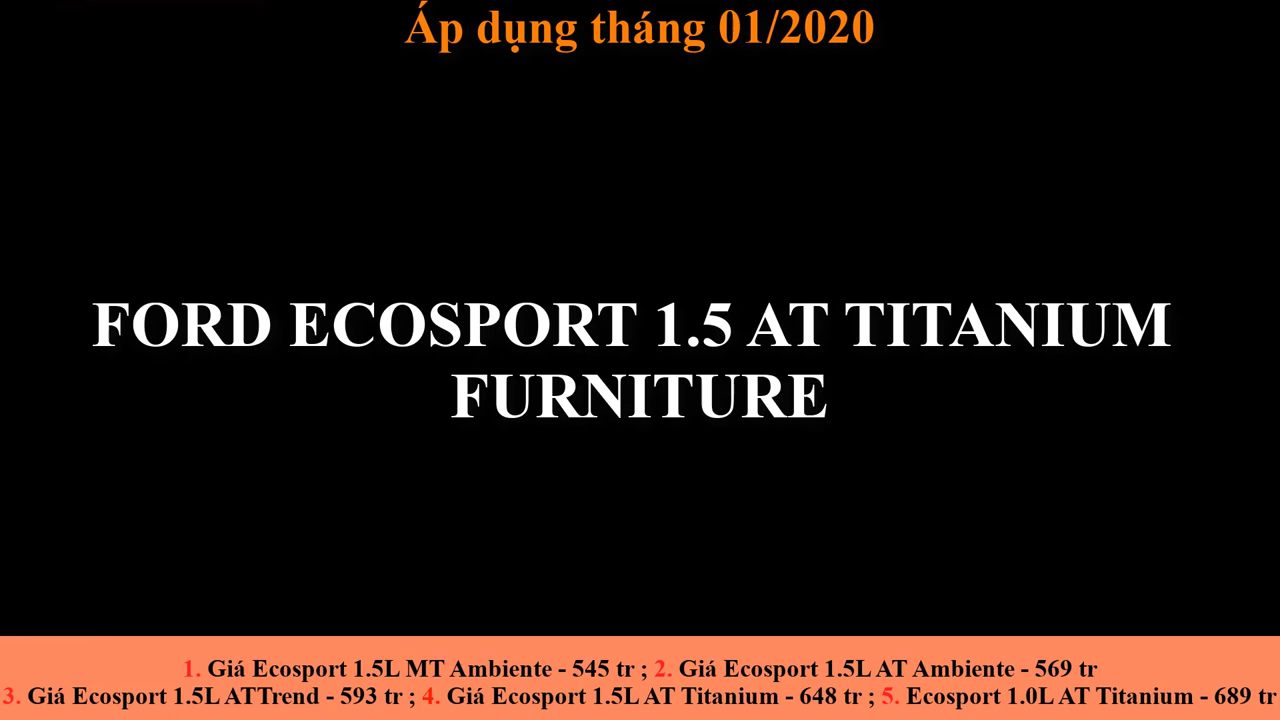 Áp dụng tháng 01/2020
FORD ECOSPORT 1.5 AT TITANIUM
FURNITURE
1. Giá Ecosport 1.5L MT Ambiente - 545 tr ; 2. Giá Ecosport 1.5L AT Ambiente - 569 tr
3. Giá Ecosport 1.5L ATTrend - 593 tr ; 4. Giá Ecosport 1.5L AT Titanium - 648 tr ; 5. Ecosport 1.0L AT Titanium - 689 tr